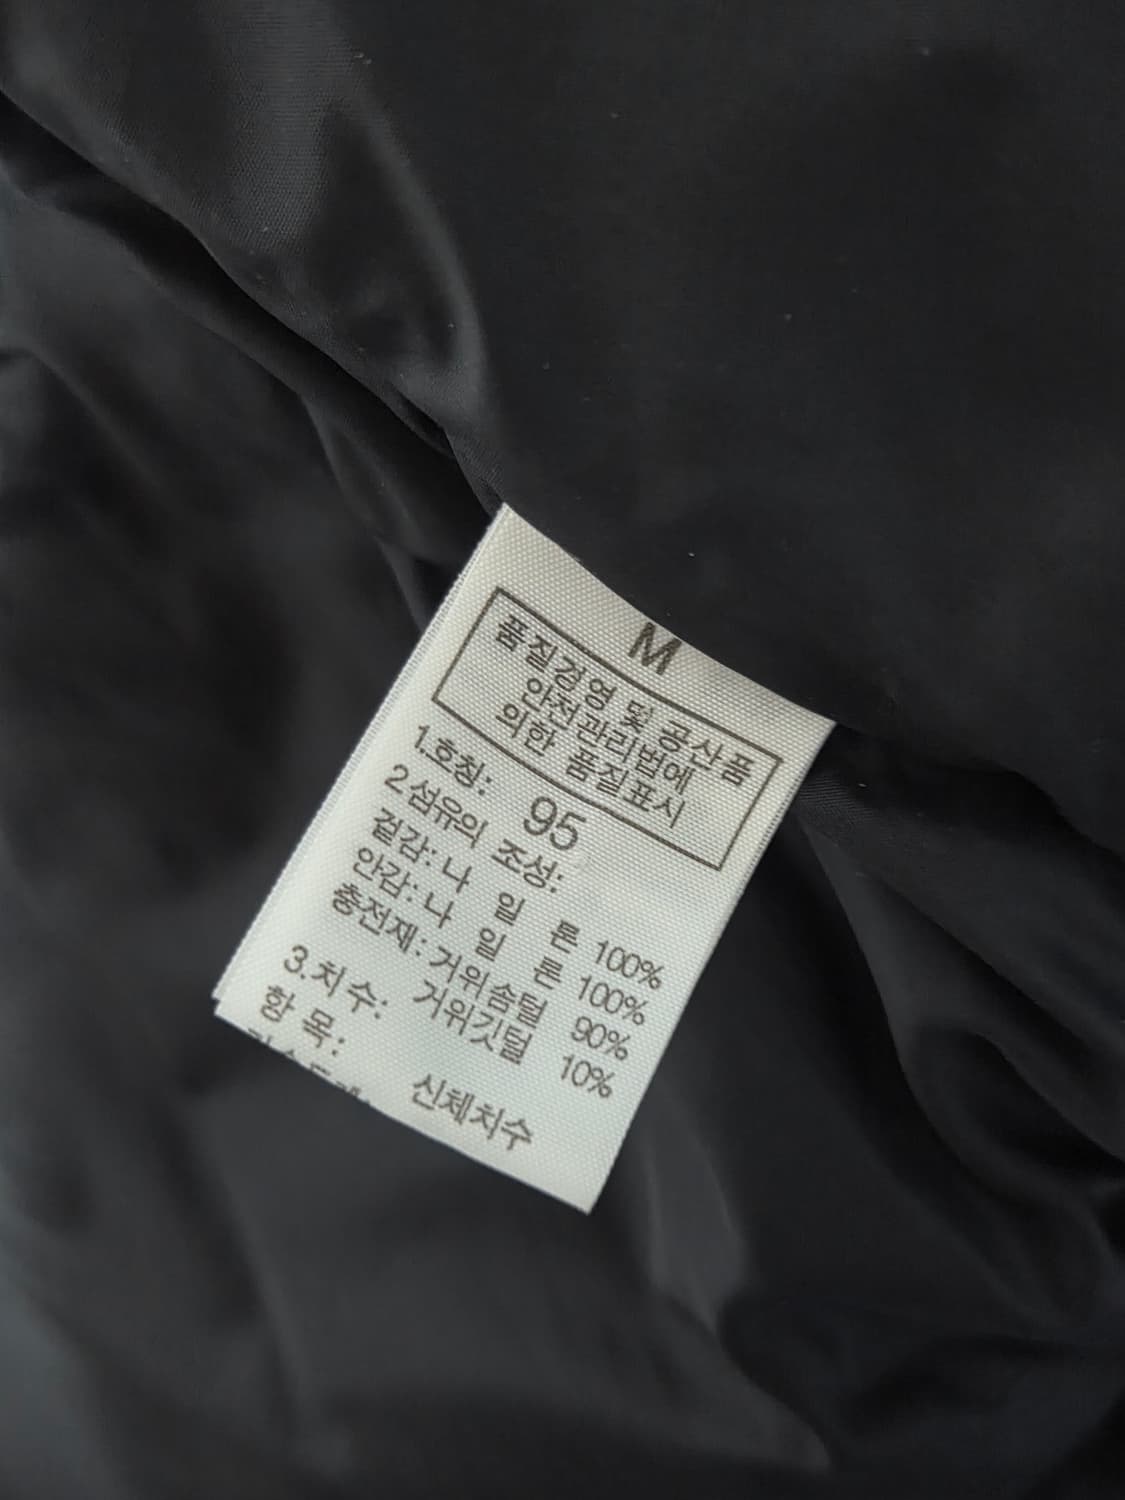 M
품질경영 및 공산품
안전관리법에
의한 품질표시
1.호칭: 95
2섬유의 조성:
겉감: 나 일 론 100%
안감: 나 일 론 100%
충전재: 거위솜털 90%
거위깃털 10%
3.치수:
항 목: 신체치수